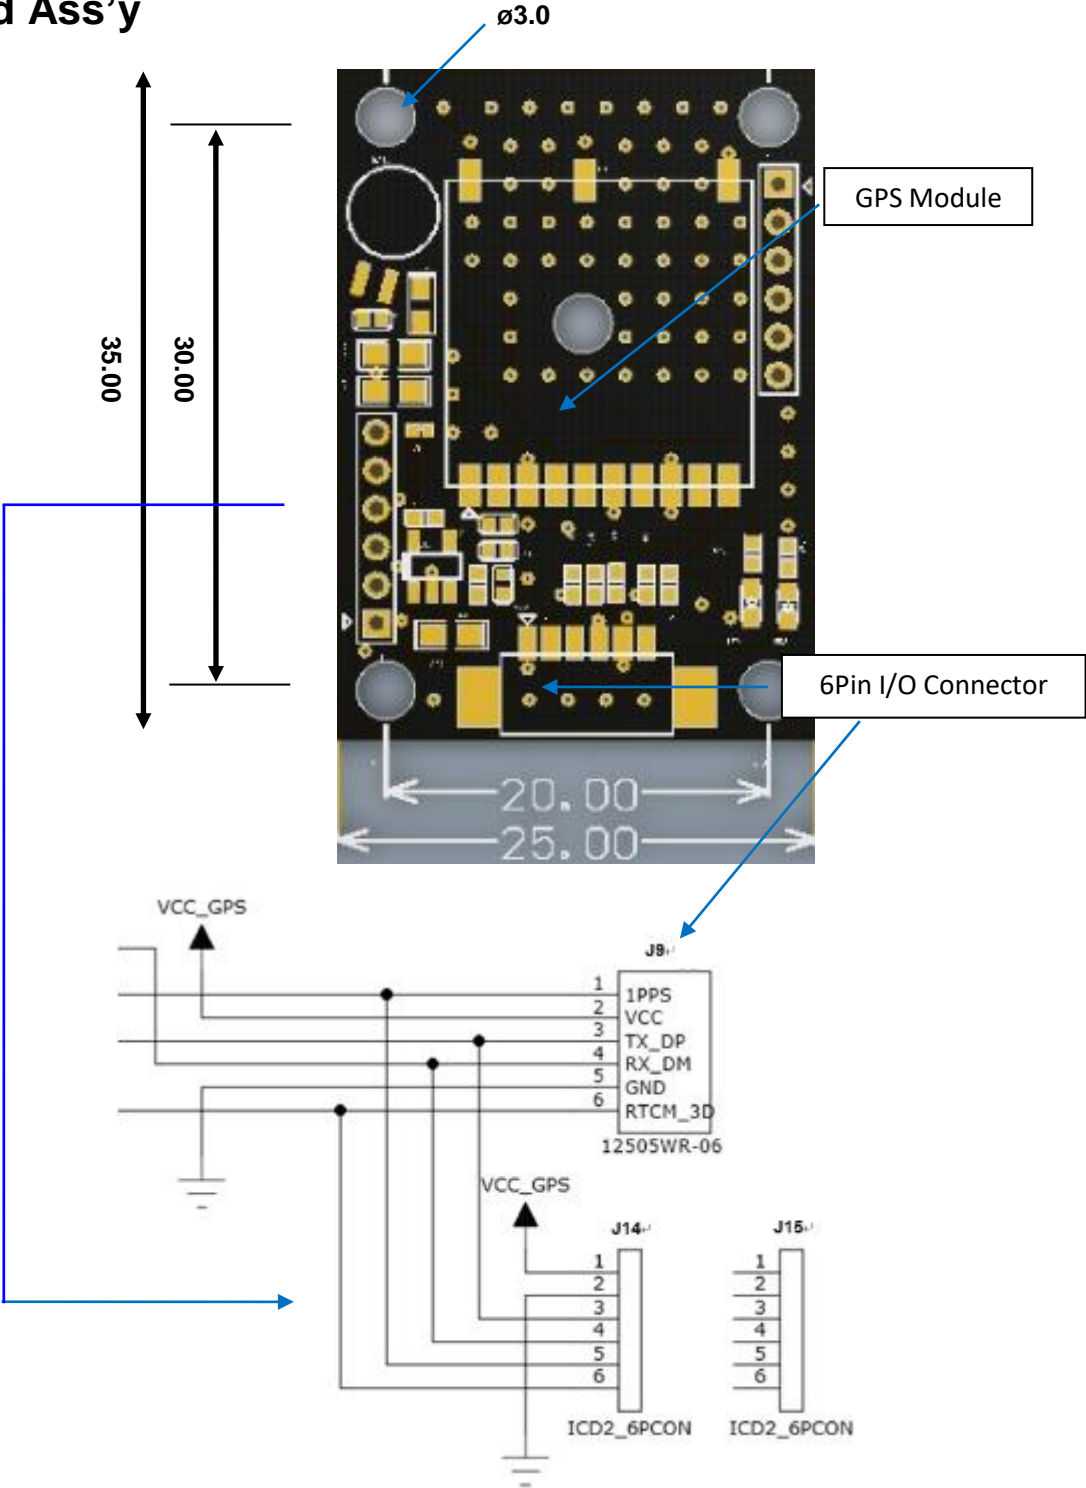 d Ass'y
ø3.0
GPS Module
35.00
30.00
6Pin I/O Connector
20.00
25.00
VCC_GPS
J9
1 1PPS
2 VCC
3 TX_DP
4 RX_DM
5 GND
6 RTCM_3D
12505WR-06
VCC_GPS
J14
J15
1 1
2 2
3 3
4 4
5 5
6 6
ICD2_6PCON ICD2_6PCON